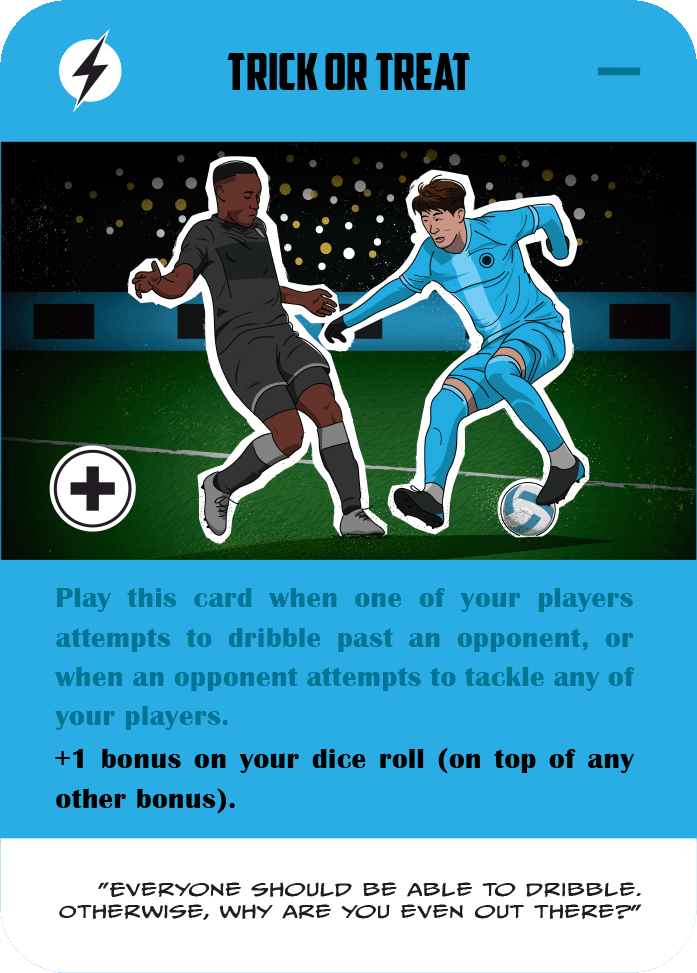 TRICK OR TREAT
Play this card when one of your players
attempts to dribble past an opponent, or
when an opponent attempts to tackle any of
your players.
+1 bonus on your dice roll (on top of any
other bonus).
"EVERYONE SHOULD BE ABLE TO DRIBBLE.
OTHERWISE, WHY ARE YOU EVEN OUT THERE?"